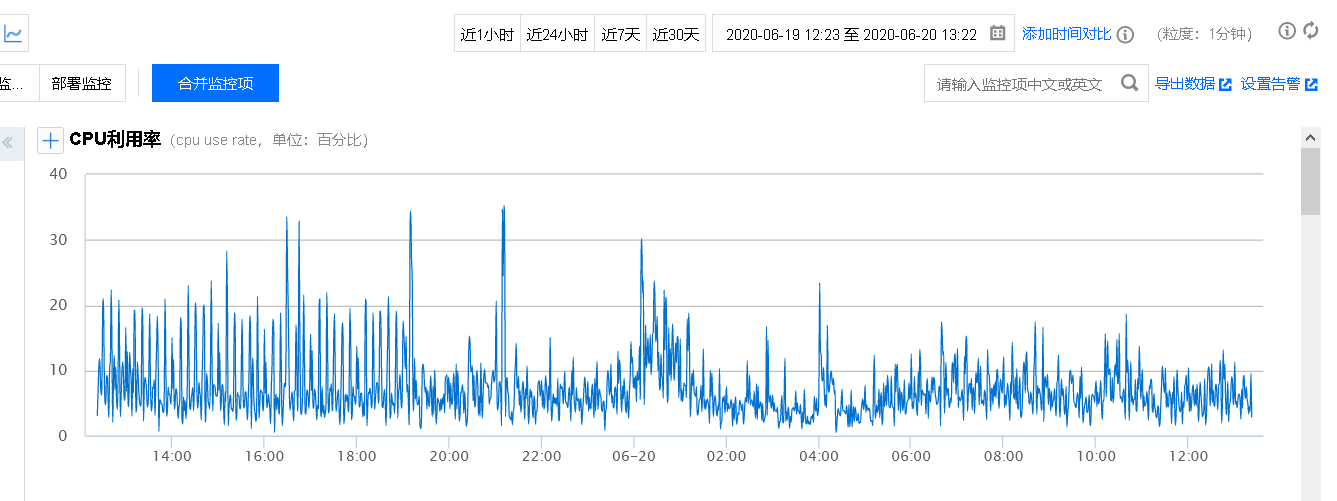 近1小时 近24小时 近7天 近30天 2020-06-19 12:23 至 2020-06-20 13:22 添加时间对比 (粒度：1分钟)
监... 部署监控 合并监控项 请输入监控项中文或英文 导出数据 设置告警
CPU利用率 (cpu use rate，单位：百分比)
40
30
20
10
0
14:00 16:00 18:00 20:00 22:00 06-20 02:00 04:00 06:00 08:00 10:00 12:00